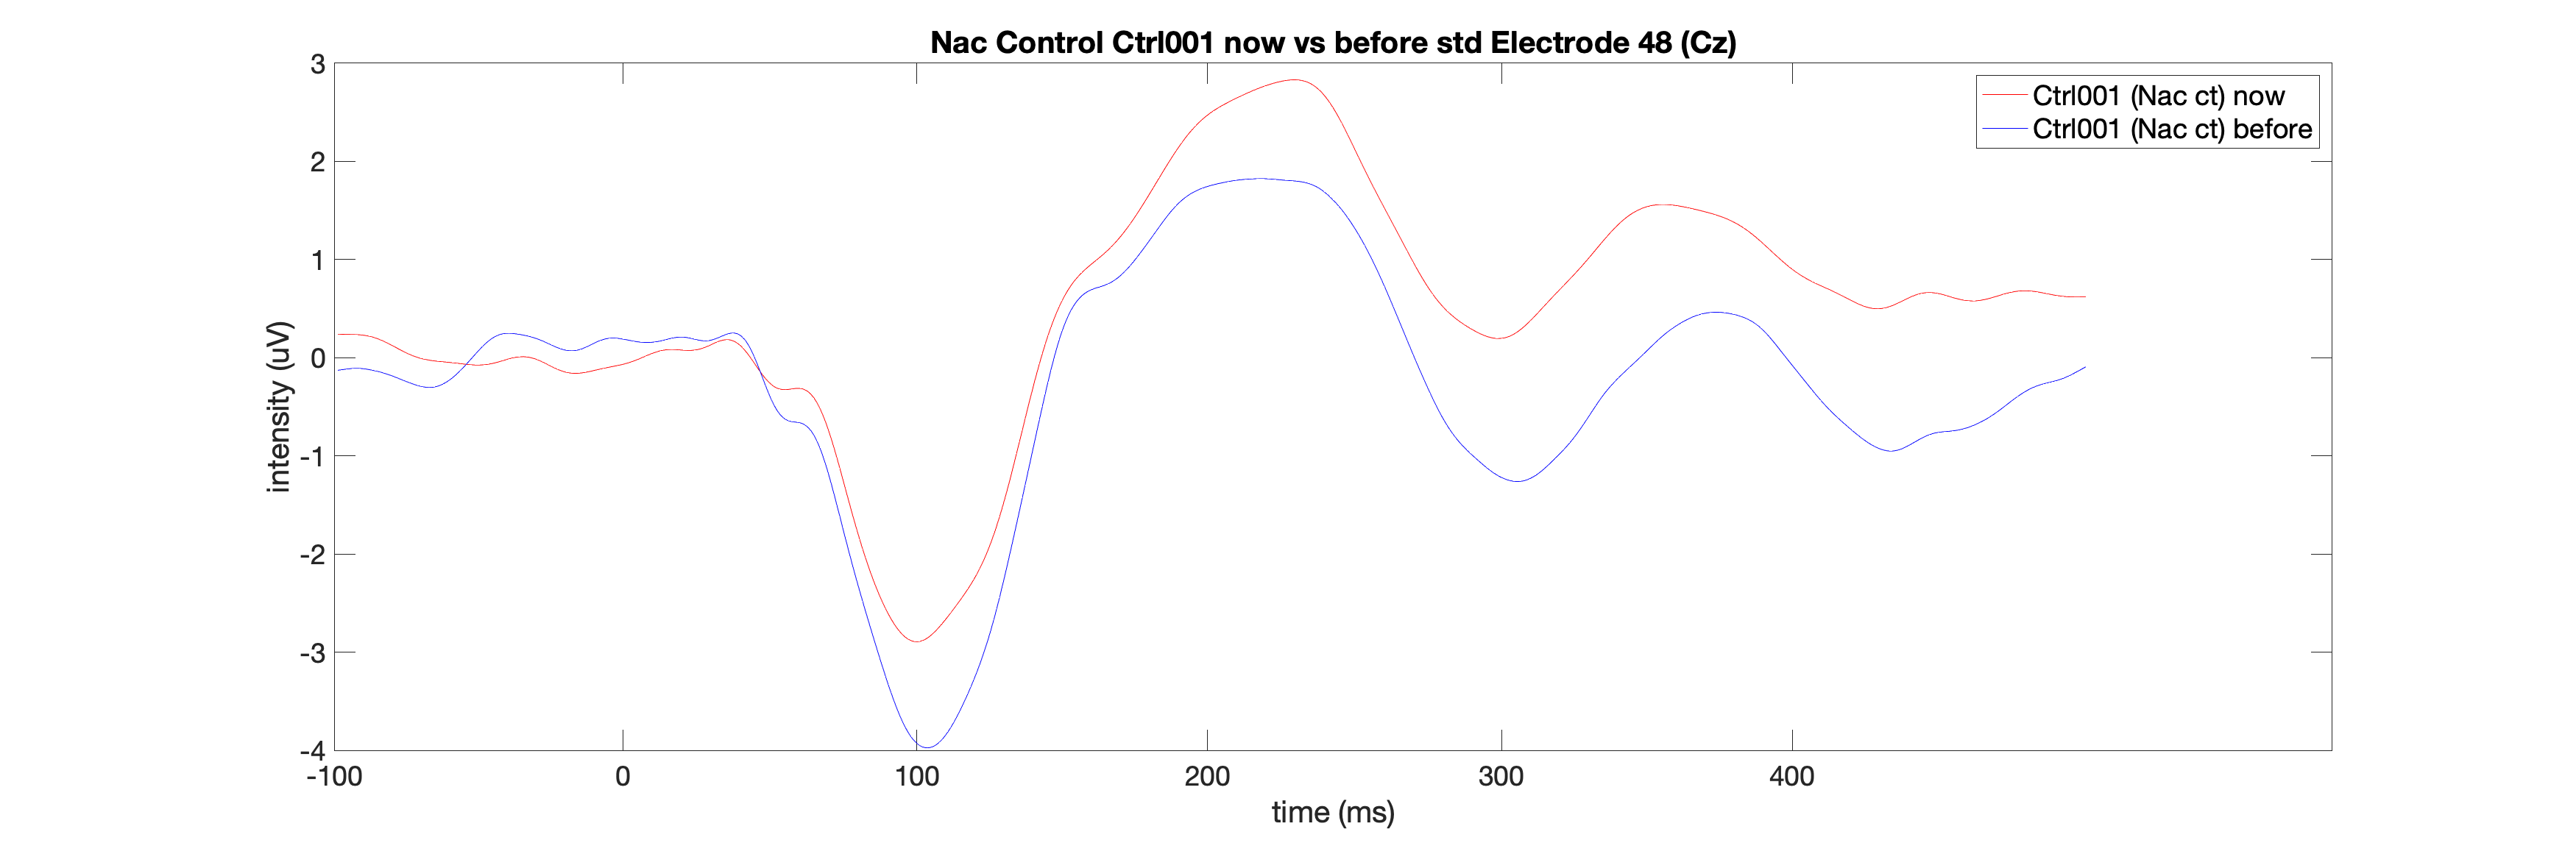 Nac Control Ctrl001 now vs before std Electrode 48 (Cz)
Ctrl001 (Nac ct) now
Ctrl001 (Nac ct) before
3
2
1
0
-1
-2
-3
-4
intensity (uV)
-100 0 100 200 300 400
time (ms)